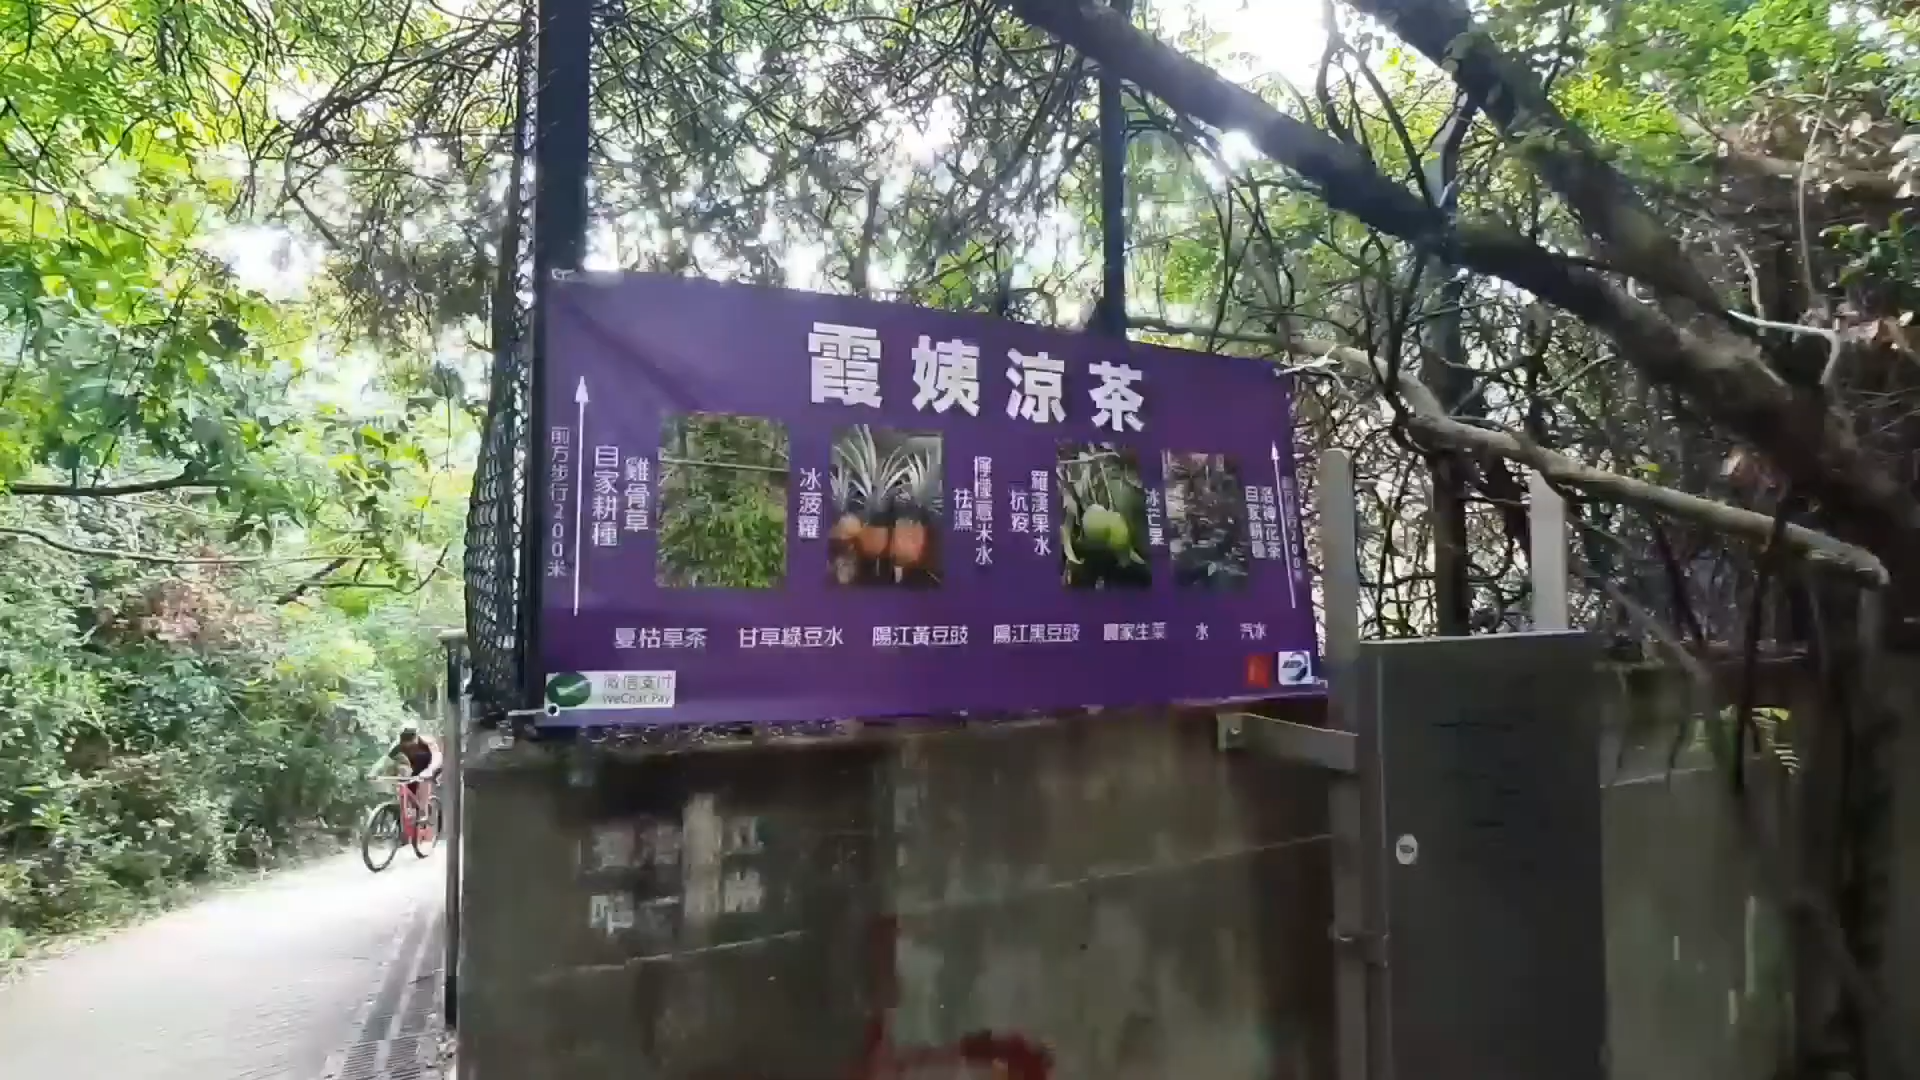 霞姨涼茶
前方步行200米
自家耕種
雞骨草
冰菠蘿
檸檬薏米水
祛濕
羅漢果水
抗疫
冰芒果
洛神花茶
自家耕種
前方步行200米
夏枯草茶 甘草綠豆水 陽江黃豆豉 陽江黑豆豉 農家生菜 水 汽水
微信支付
WeChat Pay